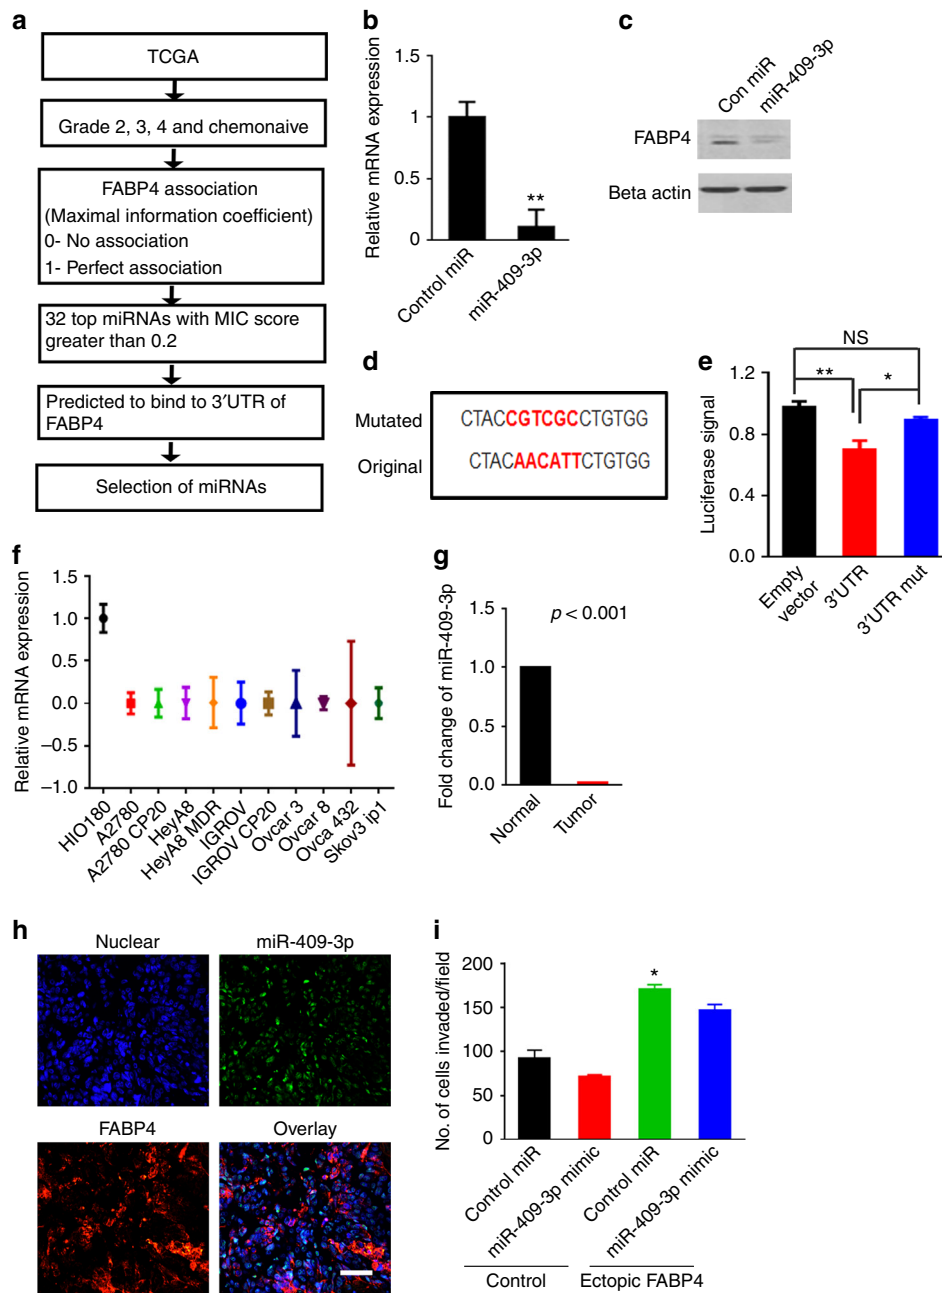 a
TCGA
Grade 2, 3, 4 and chemonaive
FABP4 association
(Maximal information coefficient)
0- No association
1- Perfect association
32 top miRNAs with MIC score
greater than 0.2
Predicted to bind to 3′UTR of
FABP4
Selection of miRNAs
b
Relative mRNA expression
1.5
1
0.5
0
**
Control miR
miR-409-3p
c
Con miR
miR-409-3p
FABP4
Beta actin
d
Mutated
CTACCGTCGCCTGTGG
Original
CTACAACATTCTGTGG
e
Luciferase signal
1.2
0.8
0.4
0.0
NS
**
*
Empty
vector
3′UTR
3′UTR mut
f
Relative mRNA expression
1.5
1.0
0.5
0.0
−0.5
−1.0
HIO180
A2780
A2780 CP20
HeyA8
HeyA8 MDR
IGROV
IGROV CP20
Ovcar 3
Ovcar 8
Ovca 432
Skov3 ip1
g
Fold change of miR-409-3p
1.5
1.0
0.5
0.0
p < 0.001
Normal
Tumor
h
Nuclear
miR-409-3p
FABP4
Overlay
i
No. of cells invaded/field
200
150
100
50
0
*
Control miR
miR-409-3p mimic
Control miR
miR-409-3p mimic
Control
Ectopic FABP4